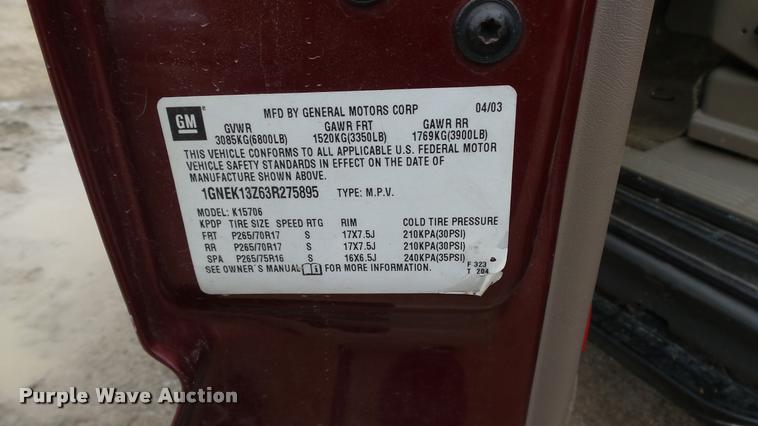 GM
MFD BY GENERAL MOTORS CORP 04/03
GVWR GAWR FRT GAWR RR
3085KG(6800LB) 1520KG(3350LB) 1769KG(3900LB)
THIS VEHICLE CONFORMS TO ALL APPLICABLE U.S. FEDERAL MOTOR
VEHICLE SAFETY STANDARDS IN EFFECT ON THE DATE OF
MANUFACTURE SHOWN ABOVE.
1GNEK13Z63R275895 TYPE: M.P.V.
MODEL: K15706
KPDP TIRE SIZE SPEED RTG RIM COLD TIRE PRESSURE
FRT P265/70R17 S 17X7.5J 210KPA(30PSI)
RR P265/70R17 S 17X7.5J 210KPA(30PSI)
SPA P265/75R16 S 16X6.5J 240KPA(35PSI)
SEE OWNER'S MANUAL FOR MORE INFORMATION. F 323
T 204
Purple Wave Auction®